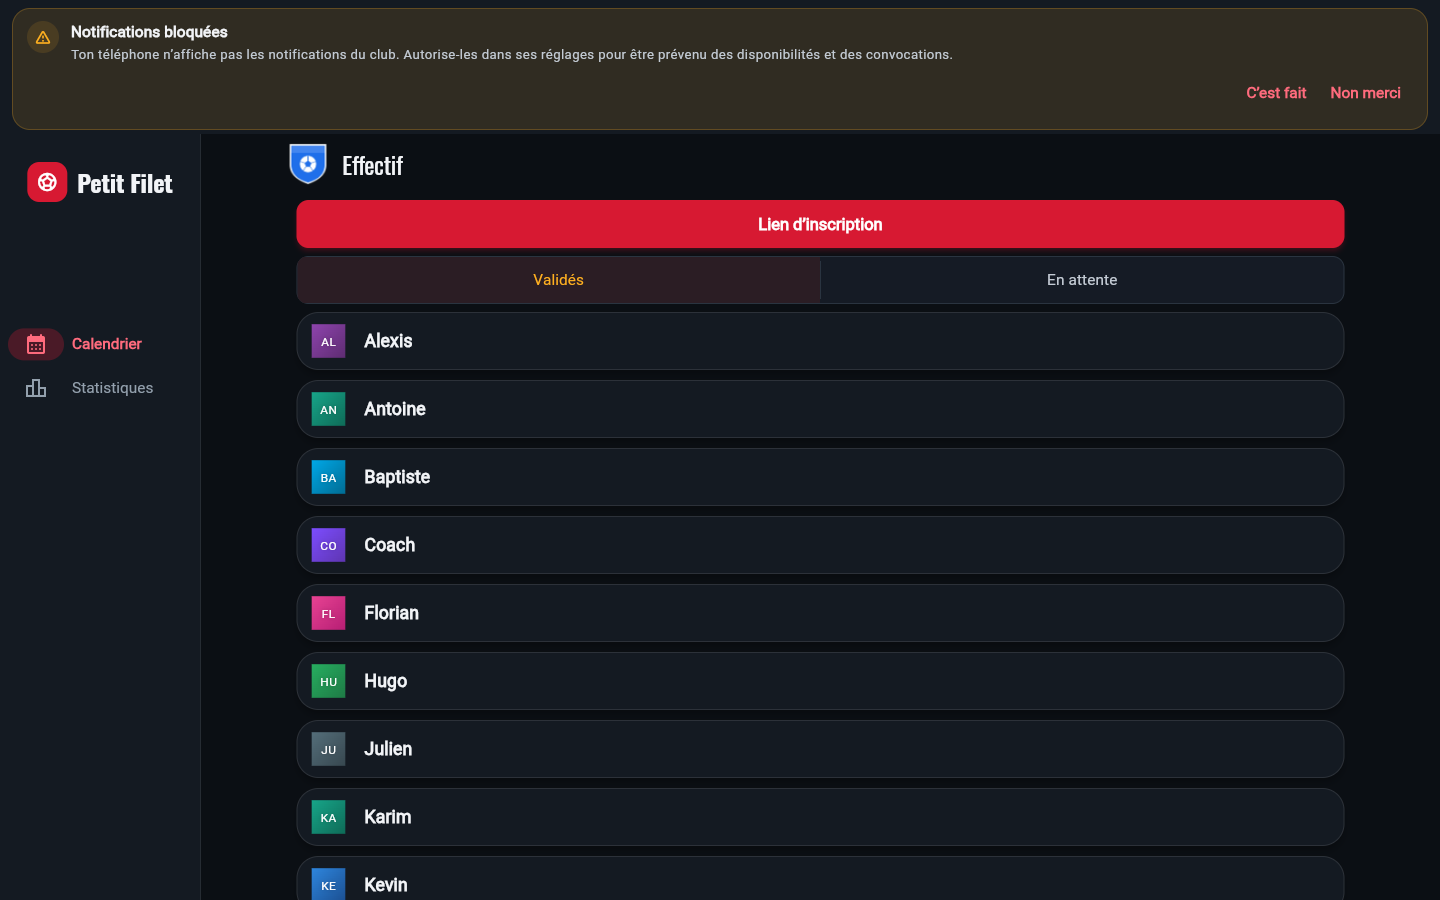 Notifications bloquées
Ton téléphone n’affiche pas les notifications du club. Autorise-les dans ses réglages pour être prévenu des disponibilités et des convocations.
C’est fait
Non merci
Petit Filet
Effectif
Lien d’inscription
Validés
En attente
Calendrier
Statistiques
AL
Alexis
AN
Antoine
BA
Baptiste
CO
Coach
FL
Florian
HU
Hugo
JU
Julien
KA
Karim
KE
Kevin